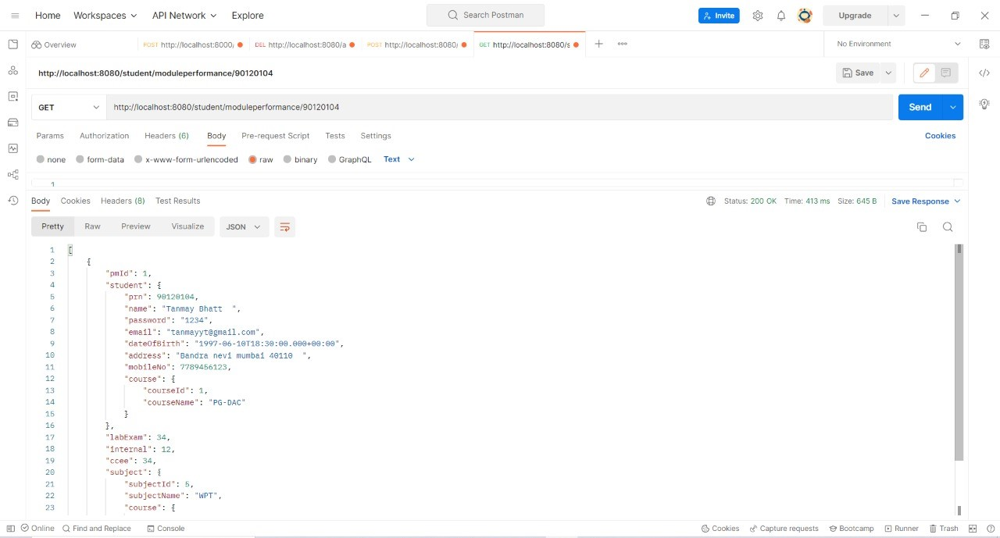 Home Workspaces API Network Explore Search Postman Invite Upgrade
Overview POST http://localhost:8000/ DEL http://localhost:8080/a POST http://localhost:8080/ GET http://localhost:8080/s No Environment
http://localhost:8080/student/moduleperformance/90120104 Save
GET http://localhost:8080/student/moduleperformance/90120104 Send
Params Authorization Headers (6) Body Pre-request Script Tests Settings Cookies
none form-data x-www-form-urlencoded raw binary GraphQL Text
1
Body Cookies Headers (8) Test Results Status: 200 OK Time: 413 ms Size: 645 B Save Response
Pretty Raw Preview Visualize JSON
1 [
2 {
3 "pmId": 1,
4 "student": {
5 "prn": 90120104,
6 "name": "Tanmay Bhatt  ",
7 "password": "1234",
8 "email": "tanmayyt@gmail.com",
9 "dateOfBirth": "1997-06-10T18:30:00.000+00:00",
10 "address": "Bandra nevi mumbai 40110  ",
11 "mobileNo": 7789456123,
12 "course": {
13 "courseId": 1,
14 "courseName": "PG-DAC"
15 }
16 },
17 "labExam": 34,
18 "internal": 12,
19 "ccee": 34,
20 "subject": {
21 "subjectId": 5,
22 "subjectName": "WPT",
23 "course": {
Online Find and Replace Console Cookies Capture requests Bootcamp Runner Trash